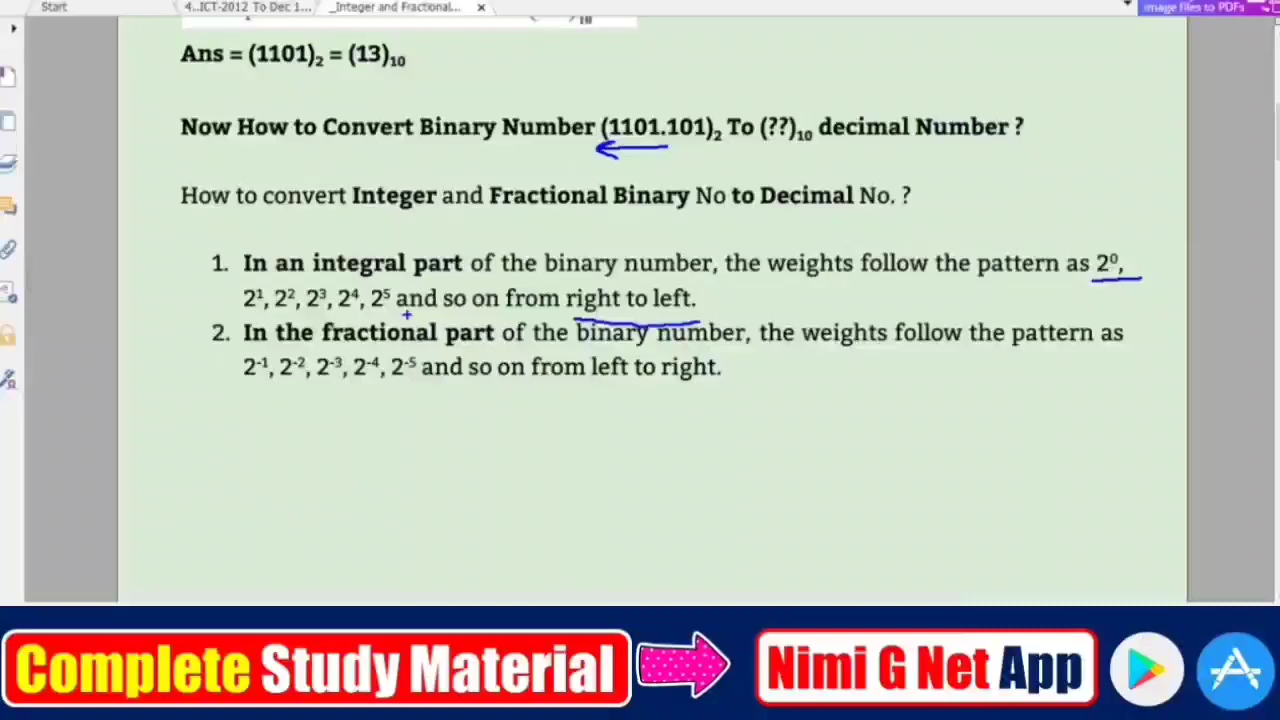 Start
4..ICT-2012 To Dec 1...
_Integer and Fractional...
image files to PDFs
Ans = (1101)₂ = (13)₁₀
Now How to Convert Binary Number (1101.101)₂ To (??)₁₀ decimal Number ?
How to convert Integer and Fractional Binary No to Decimal No. ?
1. In an integral part of the binary number, the weights follow the pattern as 2⁰,
2¹, 2², 2³, 2⁴, 2⁵ and so on from right to left.
2. In the fractional part of the binary number, the weights follow the pattern as
2⁻¹, 2⁻², 2⁻³, 2⁻⁴, 2⁻⁵ and so on from left to right.
Complete Study Material
Nimi G Net App